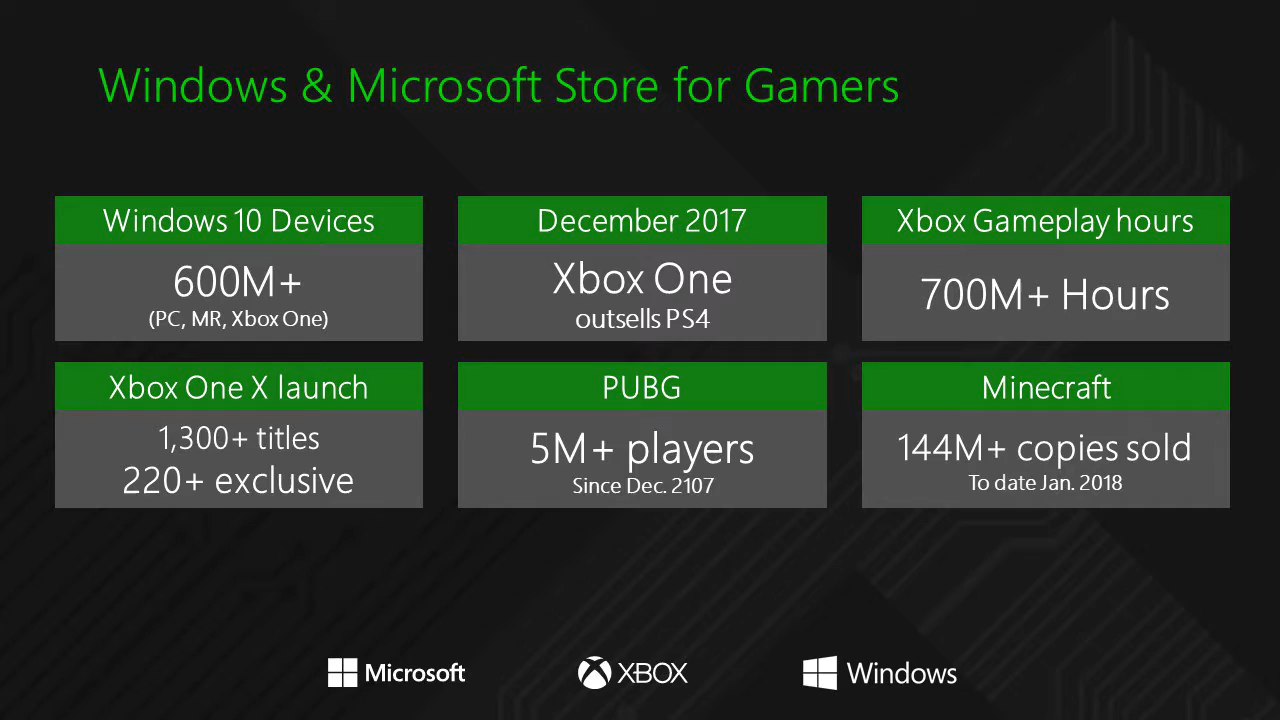 Windows & Microsoft Store for Gamers
Windows 10 Devices
600M+
(PC, MR, Xbox One)
December 2017
Xbox One
outsells PS4
Xbox Gameplay hours
700M+ Hours
Xbox One X launch
1,300+ titles
220+ exclusive
PUBG
5M+ players
Since Dec. 2107
Minecraft
144M+ copies sold
To date Jan. 2018
Microsoft
XBOX
Windows